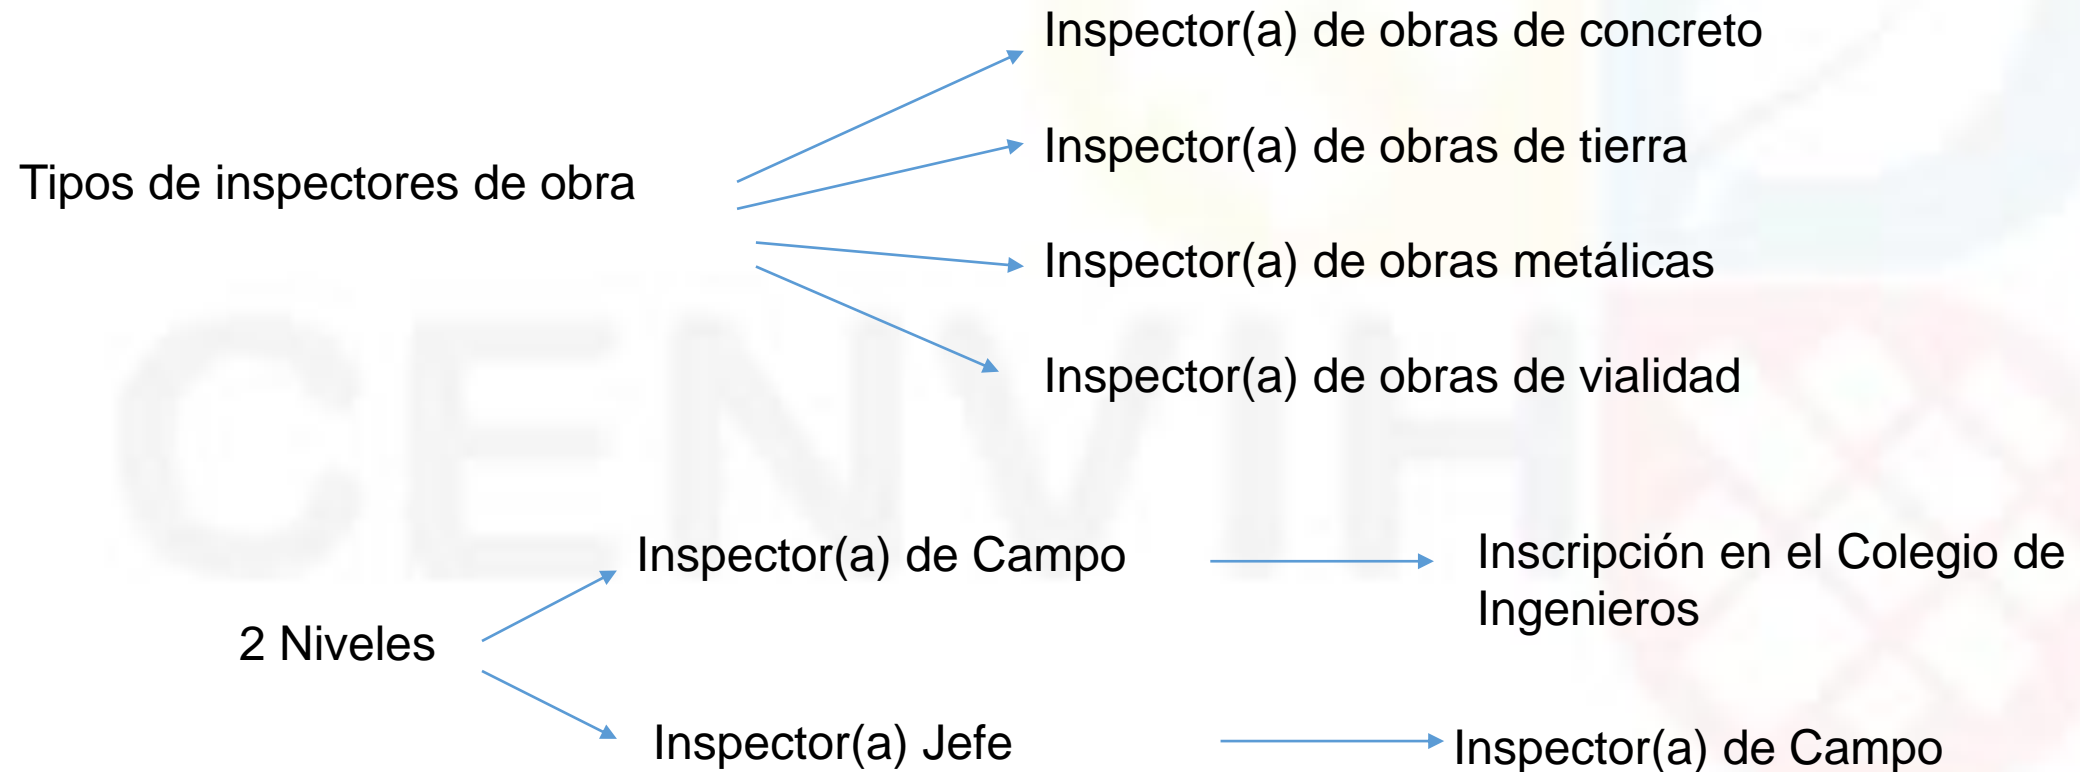 Inspector(a) de obras de concreto
Inspector(a) de obras de tierra
Tipos de inspectores de obra
Inspector(a) de obras metálicas
Inspector(a) de obras de vialidad
CENVIH
Inspector(a) de Campo
Inscripción en el Colegio de
Ingenieros
2 Niveles
Inspector(a) Jefe
Inspector(a) de Campo